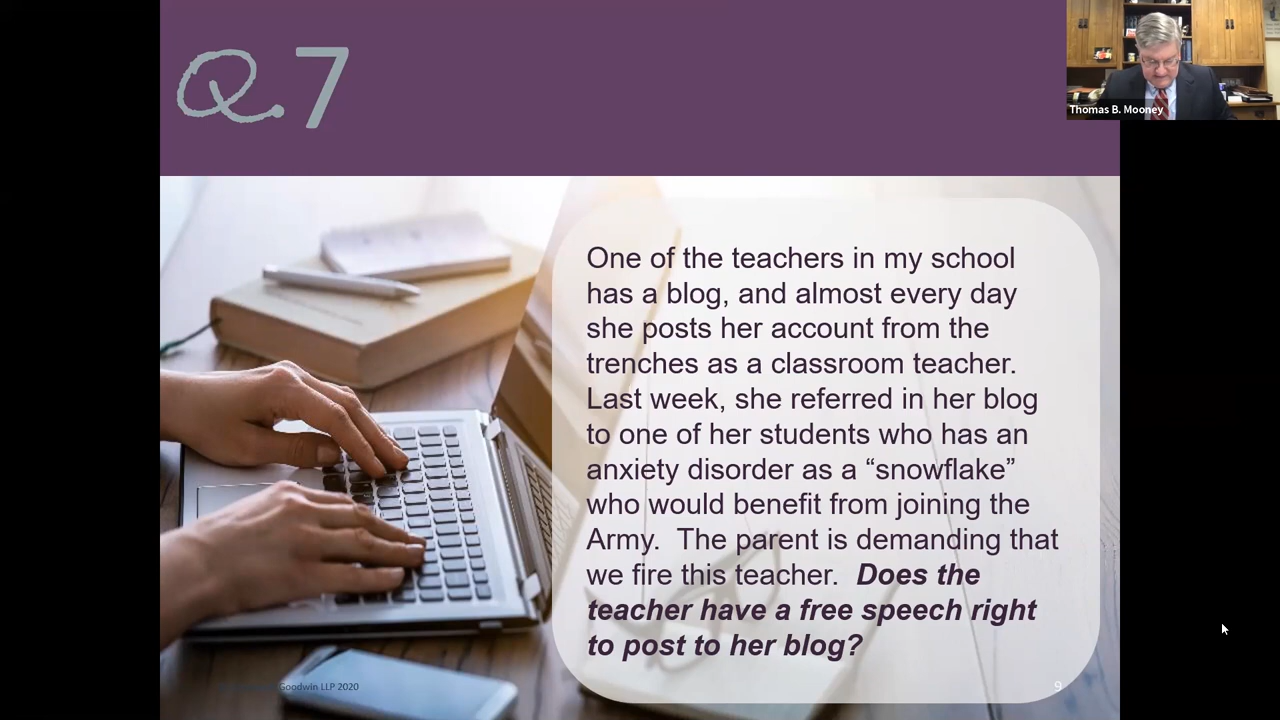 Q.7
Thomas B. Mooney
One of the teachers in my school
has a blog, and almost every day
she posts her account from the
trenches as a classroom teacher.
Last week, she referred in her blog
to one of her students who has an
anxiety disorder as a “snowflake”
who would benefit from joining the
Army.  The parent is demanding that
we fire this teacher.  Does the
teacher have a free speech right
to post to her blog?
Goodwin LLP 2020
9